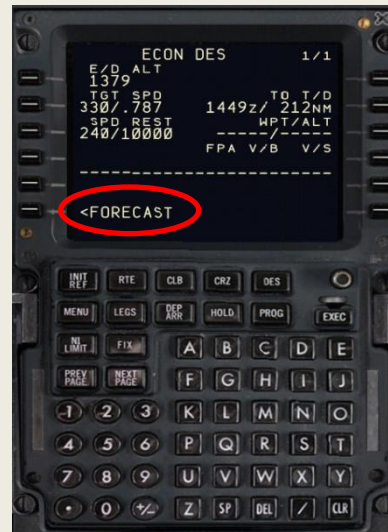 ECON DES 1/1
E/D ALT
1379
TGT SPD TO T/D
330/.787 1449z/ 212NM
SPD REST WPT/ALT
240/10000 -----/-----
FPA V/B V/S
------------------------
<FORECAST
INIT REF RTE CLB CRZ DES
MENU LEGS DEP ARR HOLD PROG EXEC
N1 LIMIT FIX A B C D E
PREV PAGE NEXT PAGE F G H I J
1 2 3 K L M N O
4 5 6 P Q R S T
7 8 9 U V W X Y
. 0 +/- Z SP DEL / CLR